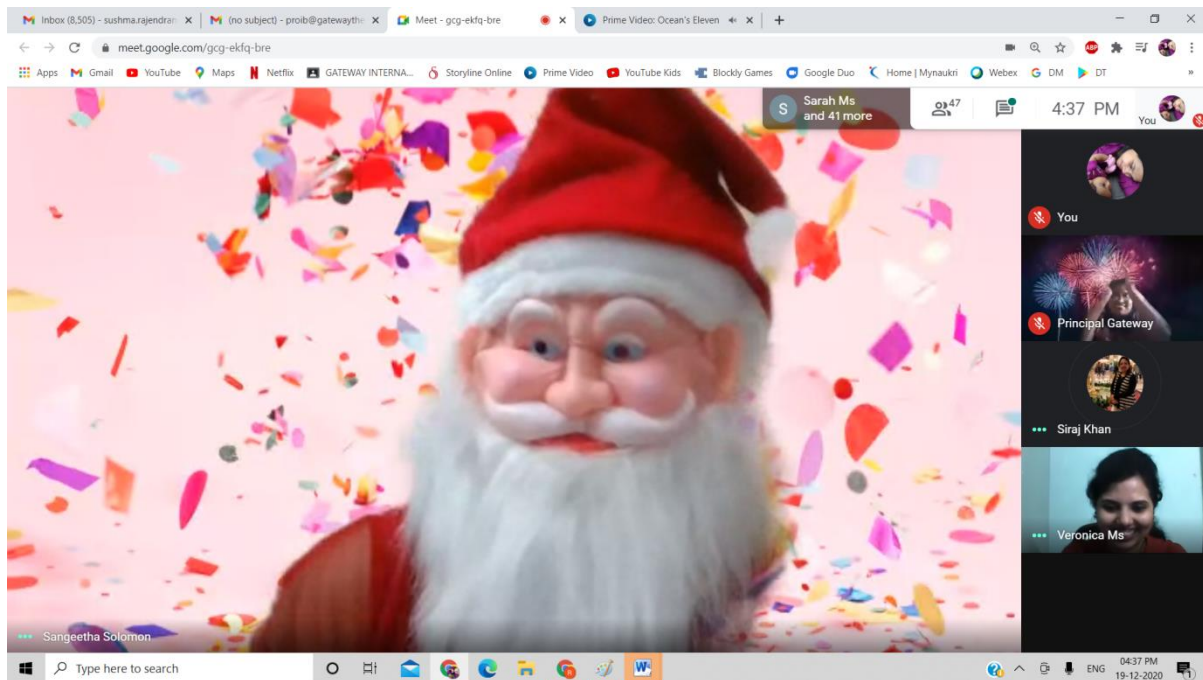 Inbox (8,505) - sushma.rajendran
(no subject) - proib@gatewaythe
Meet - gcg-ekfq-bre
Prime Video: Ocean's Eleven
meet.google.com/gcg-ekfq-bre
ABP
Apps Gmail YouTube Maps Netflix GATEWAY INTERNA... Storyline Online Prime Video YouTube Kids Blockly Games Google Duo Home | Mynaukri Webex DM DT
S
Sarah Ms
and 41 more
47
4:37 PM
You
You
Principal Gateway
Siraj Khan
Veronica Ms
Sangeetha Solomon
Type here to search
ENG
04:37 PM
19-12-2020